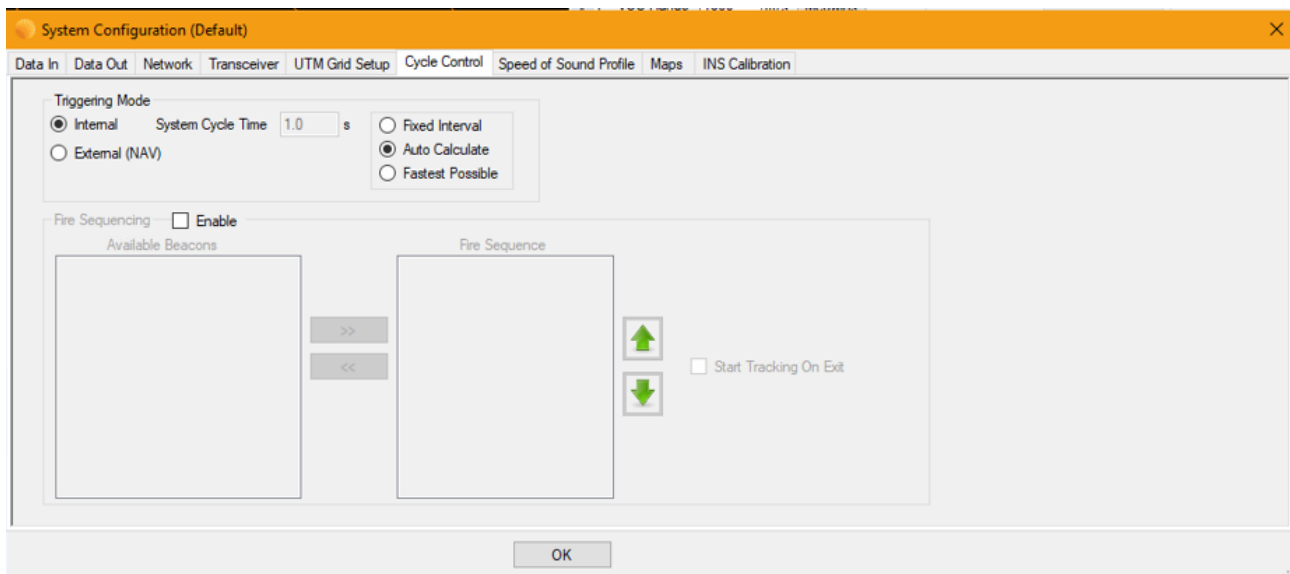 System Configuration (Default)
Data In Data Out Network Transceiver UTM Grid Setup Cycle Control Speed of Sound Profile Maps INS Calibration
Triggering Mode
Internal System Cycle Time 1.0 s Fixed Interval
External (NAV) Auto Calculate
Fastest Possible
Fire Sequencing Enable
Available Beacons Fire Sequence
>>
<<
Start Tracking On Exit
OK